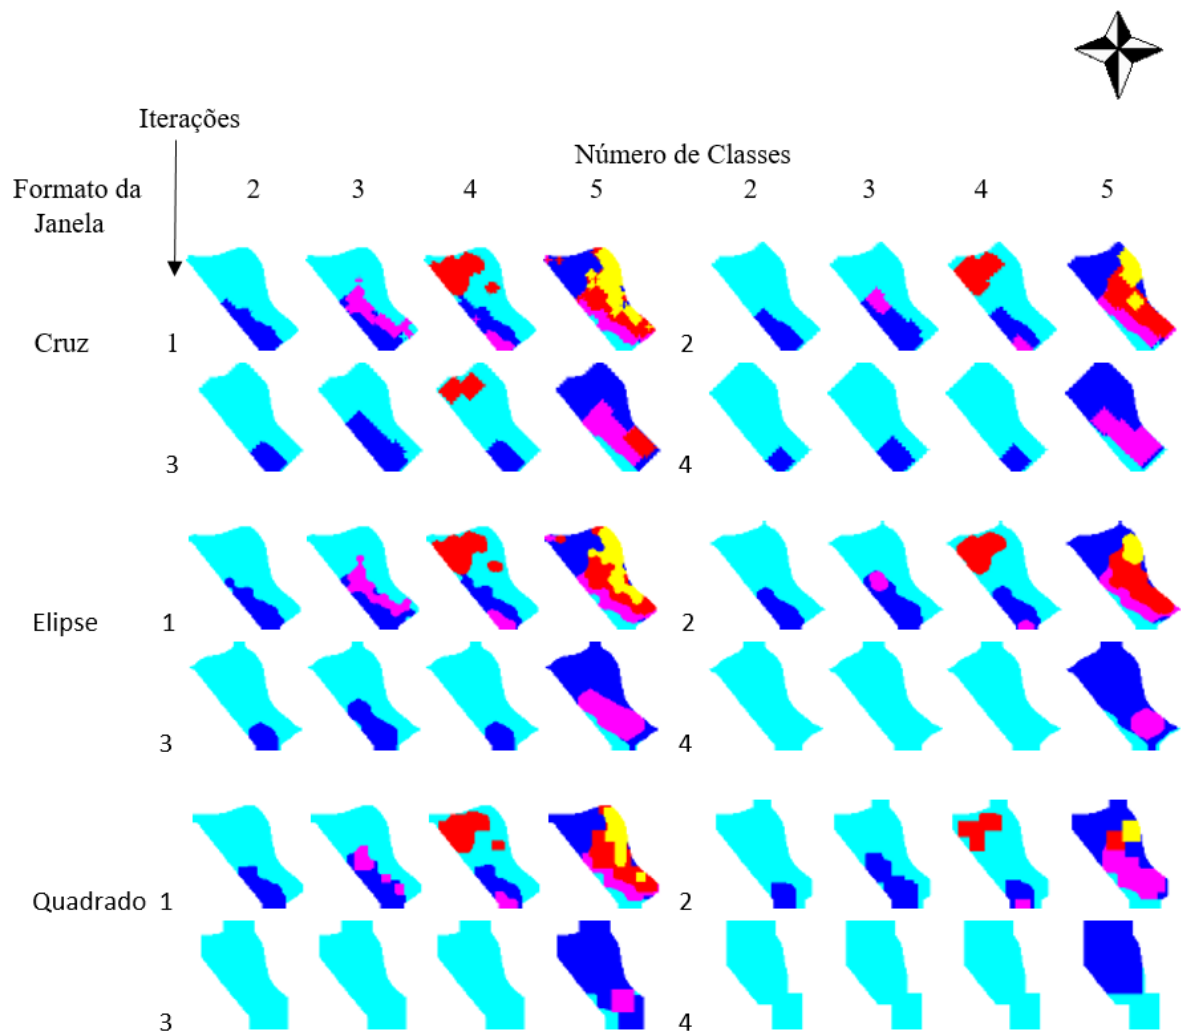 Iterações
Número de Classes
Formato da
Janela
2 3 4 5 2 3 4 5
Cruz 1 2
3 4
Elipse 1 2
3 4
Quadrado 1 2
3 4